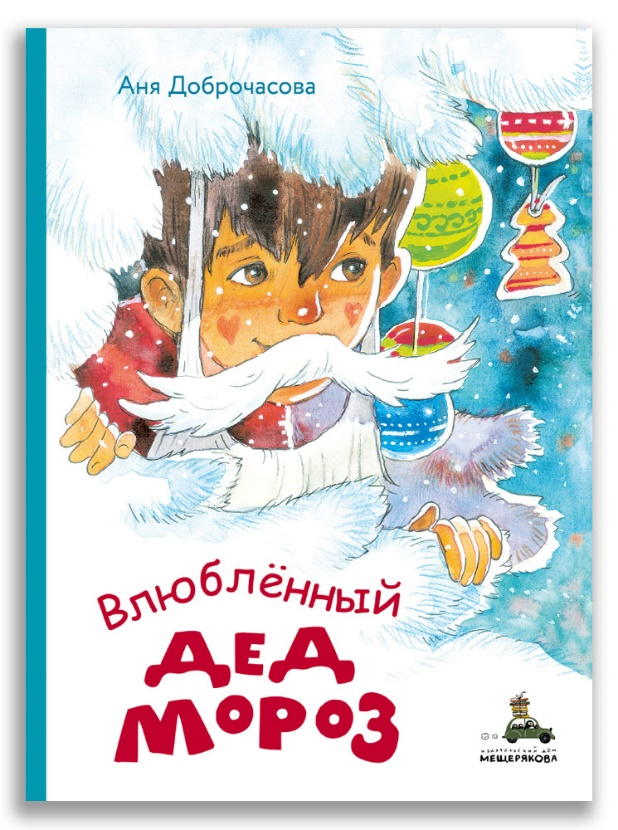 Аня Доброчасова
Влюблённый
ДЕД
МОРОЗ
ИЗДАТЕЛЬСКИЙ ДОМ
МЕЩЕРЯКОВА